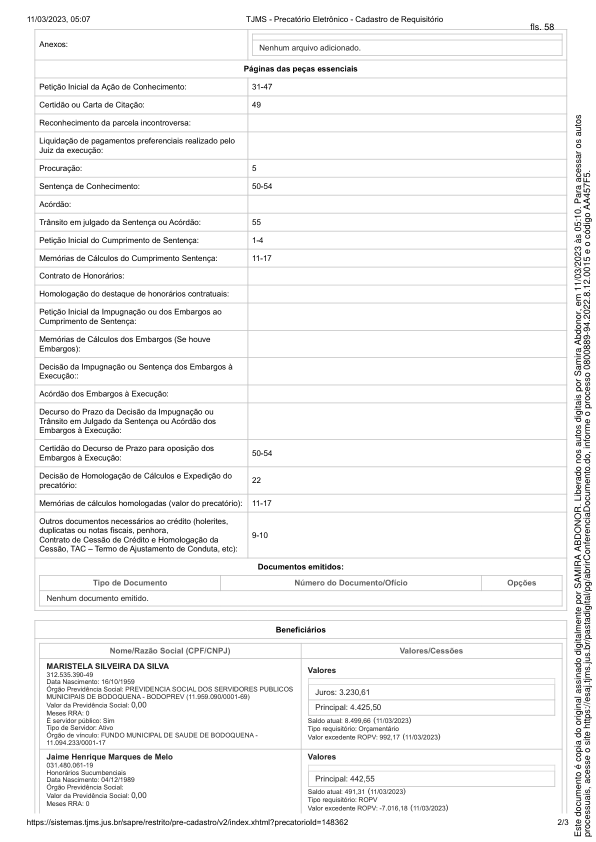 11/03/2023, 05:07
TJMS - Precatório Eletrônico - Cadastro de Requisitório
fls. 58
Anexos:
Nenhum arquivo adicionado.
Páginas das peças essenciais
Petição Inicial da Ação de Conhecimento:
31-47
Certidão ou Carta de Citação:
49
Reconhecimento da parcela incontroversa:
Liquidação de pagamentos preferenciais realizado pelo
Juiz da execução:
Procuração:
5
Sentença de Conhecimento:
50-54
Acórdão:
Trânsito em julgado da Sentença ou Acórdão:
55
Petição Inicial do Cumprimento de Sentença:
1-4
Memórias de Cálculos do Cumprimento Sentença:
11-17
Contrato de Honorários:
Homologação do destaque de honorários contratuais:
Petição Inicial da Impugnação ou dos Embargos ao
Cumprimento de Sentença:
Memórias de Cálculos dos Embargos (Se houve
Embargos):
Decisão da Impugnação ou Sentença dos Embargos à
Execução::
Acórdão dos Embargos à Execução:
Decurso do Prazo da Decisão da Impugnação ou
Trânsito em Julgado da Sentença ou Acórdão dos
Embargos à Execução:
Certidão do Decurso de Prazo para oposição dos
Embargos à Execução:
50-54
Decisão de Homologação de Cálculos e Expedição do
precatório:
22
Memórias de cálculos homologadas (valor do precatório):
11-17
Outros documentos necessários ao crédito (holerites,
duplicatas ou notas fiscais, penhora,
Contrato de Cessão de Crédito e Homologação da
Cessão, TAC – Termo de Ajustamento de Conduta, etc):
9-10
Documentos emitidos:
Tipo de Documento
Número do Documento/Ofício
Opções
Nenhum documento emitido.
Beneficiários
Nome/Razão Social (CPF/CNPJ)
Valores/Cessões
MARISTELA SILVEIRA DA SILVA
312.535.390-49
Data Nascimento: 16/10/1959
Órgão Previdência Social: PREVIDENCIA SOCIAL DOS SERVIDORES PUBLICOS
MUNICIPAIS DE BODOQUENA - BODOPREV (11.959.090/0001-69)
Valor da Previdência Social: 0,00
Meses RRA: 0
É servidor público: Sim
Tipo de Servidor: Ativo
Órgão de vínculo: FUNDO MUNICIPAL DE SAUDE DE BODOQUENA -
11.094.233/0001-17
Valores
Juros: 3.230,61
Principal: 4.425,50
Saldo atual: 8.499,66 (11/03/2023)
Tipo requisitório: Orçamentário
Valor excedente ROPV: 992,17 (11/03/2023)
Jaime Henrique Marques de Melo
031.480.061-19
Honorários Sucumbenciais
Data Nascimento: 04/12/1989
Órgão Previdência Social:
Valor da Previdência Social: 0,00
Meses RRA: 0
Valores
Principal: 442,55
Saldo atual: 491,31 (11/03/2023)
Tipo requisitório: ROPV
Valor excedente ROPV: -7.016,18 (11/03/2023)
https://sistemas.tjms.jus.br/sapre/restrito/pre-cadastro/v2/index.xhtml?precatorioId=148362
2/3
Este documento é copia do original assinado digitalmente por SAMIRA ABDONOR. Liberado nos autos digitais por Samira Abdonor, em 11/03/2023 às 05:10. Para acessar os autos
processuais, acesse o site https://esaj.tjms.jus.br/pastadigital/pg/abrirConferenciaDocumento.do, informe o processo 0800889-94.2022.8.12.0015 e o código AA457F5.